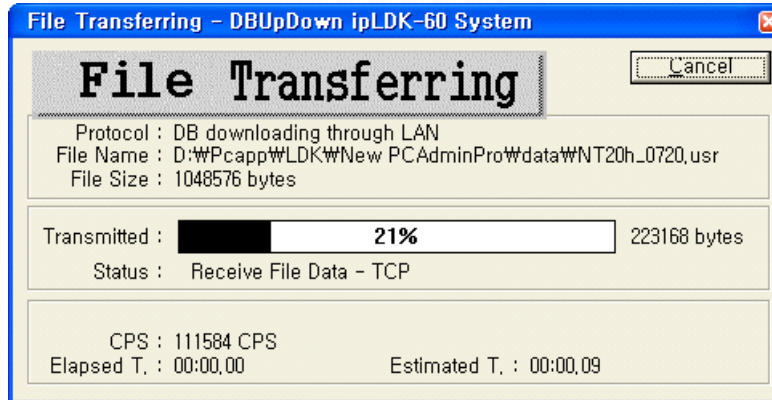 File Transferring - DBUpDown ipLDK-60 System
File Transferring
Cancel
Protocol : DB downloading through LAN
File Name : D:₩Pcapp₩LDK₩New PCAdminPro₩data₩NT20h_0720.usr
File Size : 1048576 bytes
Transmitted : 21% 223168 bytes
Status : Receive File Data - TCP
CPS : 111584 CPS
Elapsed T. : 00:00.00 Estimated T. : 00:00.09